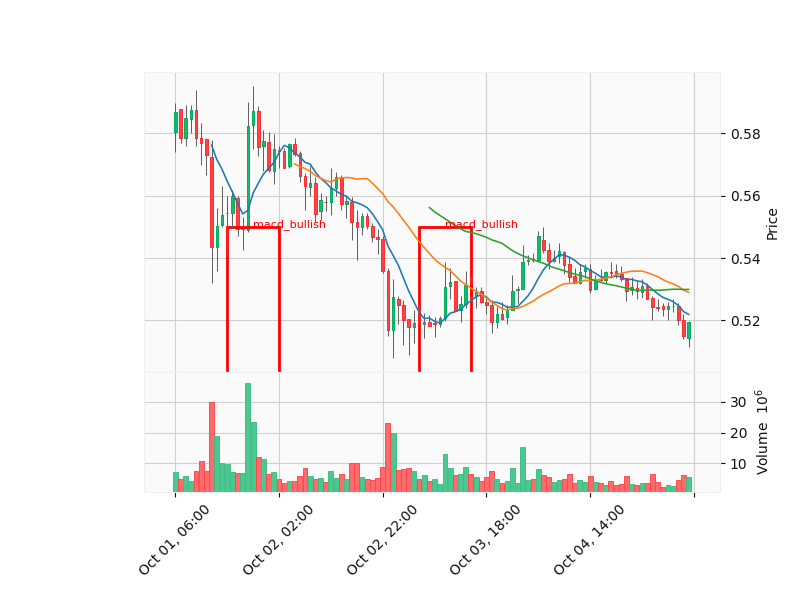 0.58
0.56
macd_bullish macd_bullish
0.54
0.52
Price
30
20
10
Volume 10^6
Oct 01, 06:00
Oct 02, 02:00
Oct 02, 22:00
Oct 03, 18:00
Oct 04, 14:00